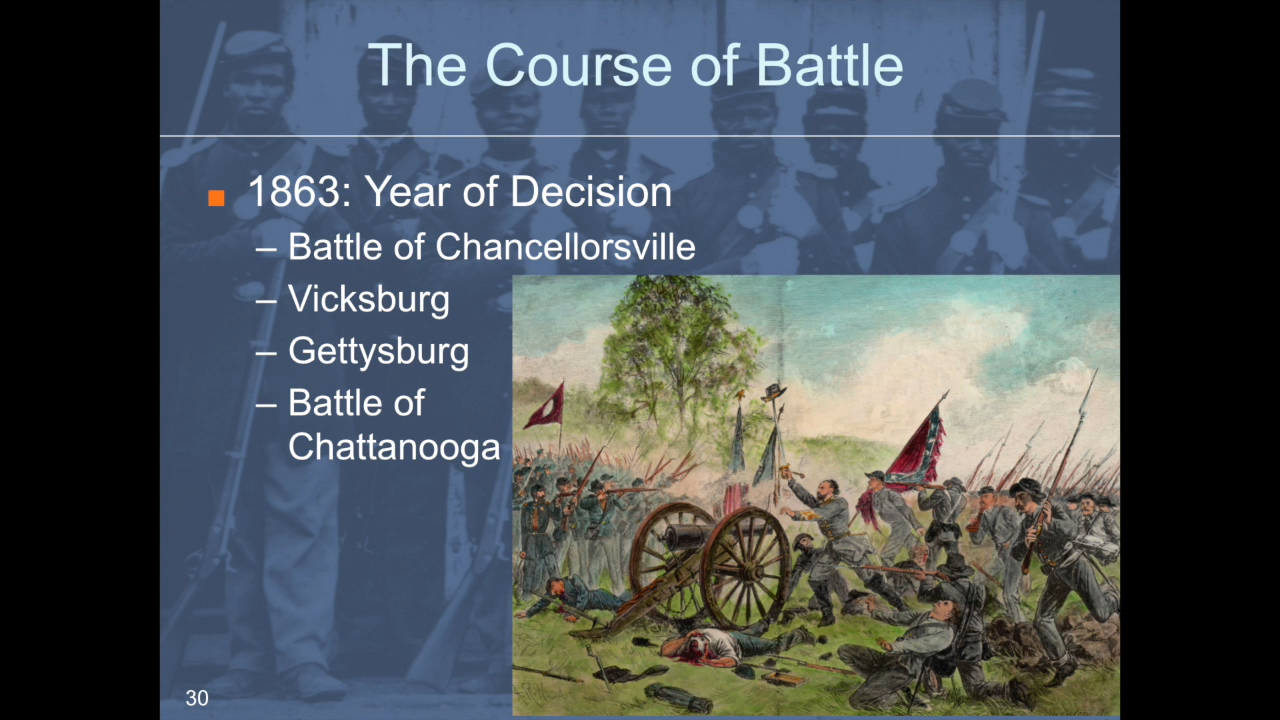 The Course of Battle
1863: Year of Decision
– Battle of Chancellorsville
– Vicksburg
– Gettysburg
– Battle of
Chattanooga
30